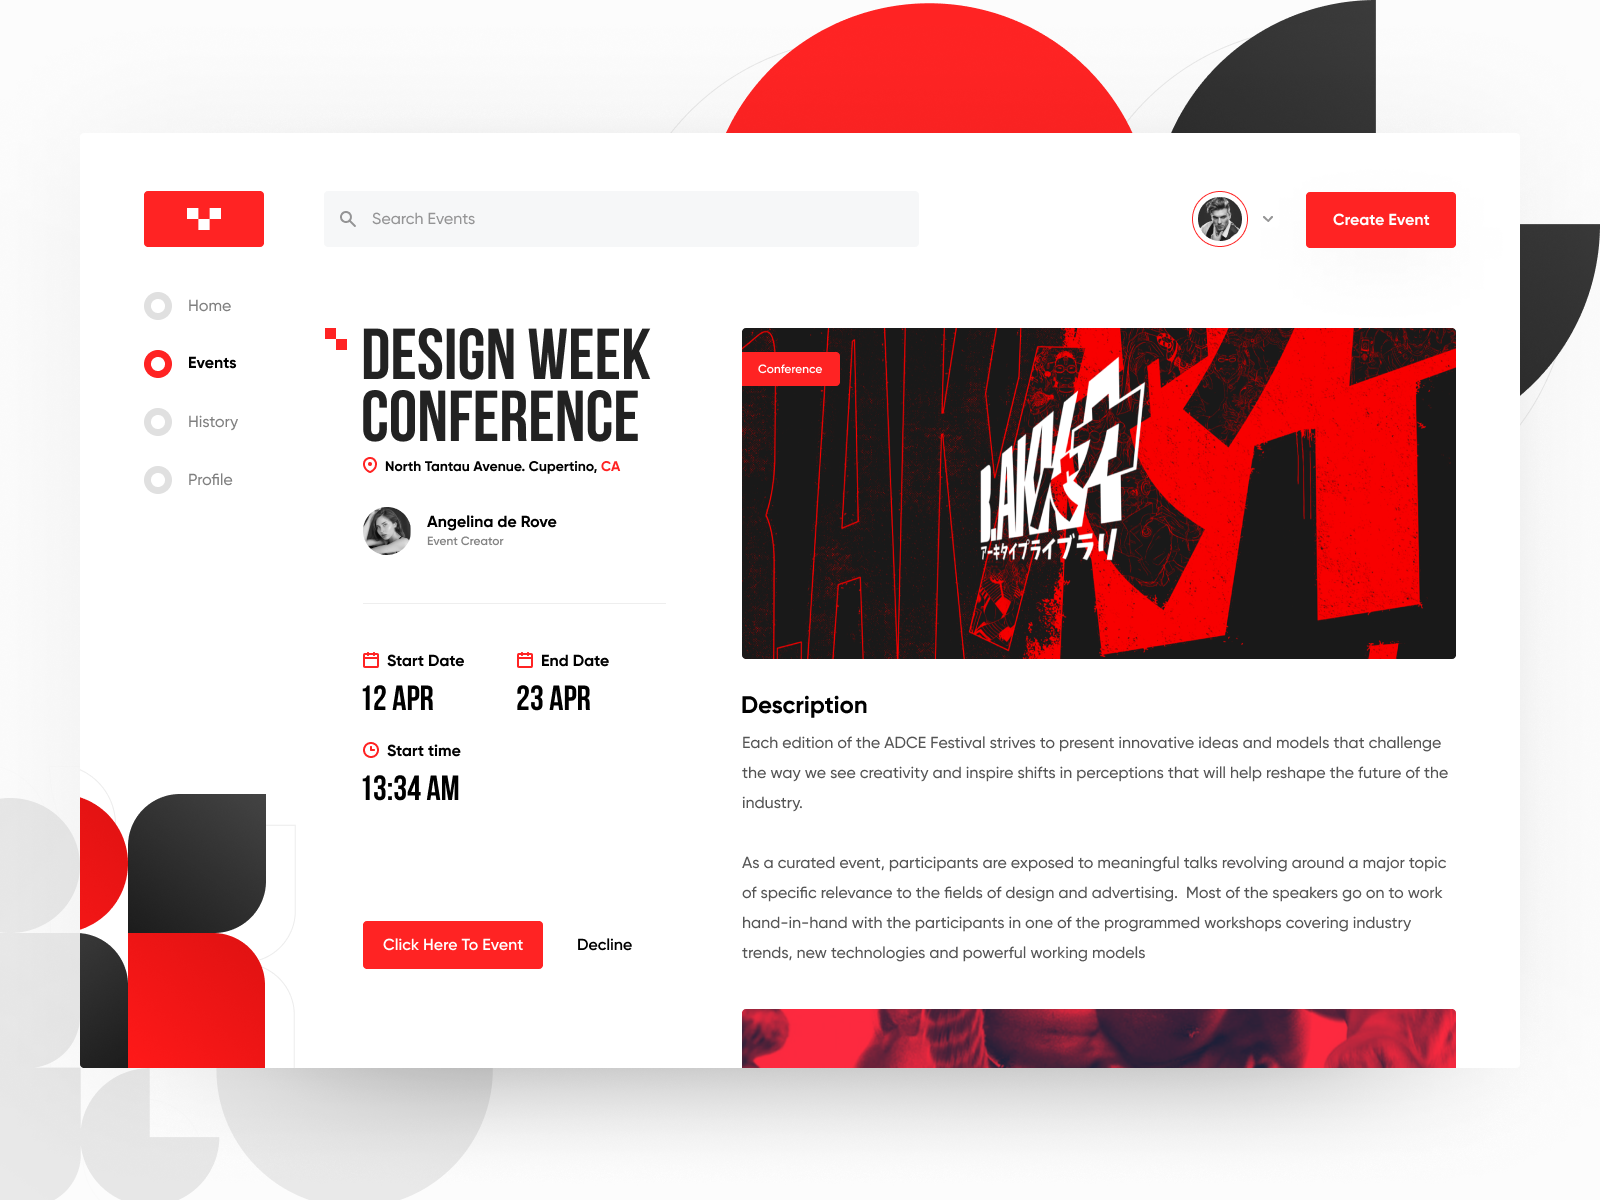 Search Events
Create Event
Home
Events
History
Profile
DESIGN WEEK
CONFERENCE
North Tantau Avenue. Cupertino, CA
Angelina de Rove
Event Creator
Start Date
12 APR
End Date
23 APR
Start time
13:34 AM
Click Here To Event
Decline
Conference
アーキタイプライブラリ
Description
Each edition of the ADCE Festival strives to present innovative ideas and models that challenge
the way we see creativity and inspire shifts in perceptions that will help reshape the future of the
industry.
As a curated event, participants are exposed to meaningful talks revolving around a major topic
of specific relevance to the fields of design and advertising.  Most of the speakers go on to work
hand-in-hand with the participants in one of the programmed workshops covering industry
trends, new technologies and powerful working models